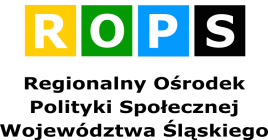 ROPS
Regionalny Ośrodek
Polityki Społecznej
Województwa Śląskiego